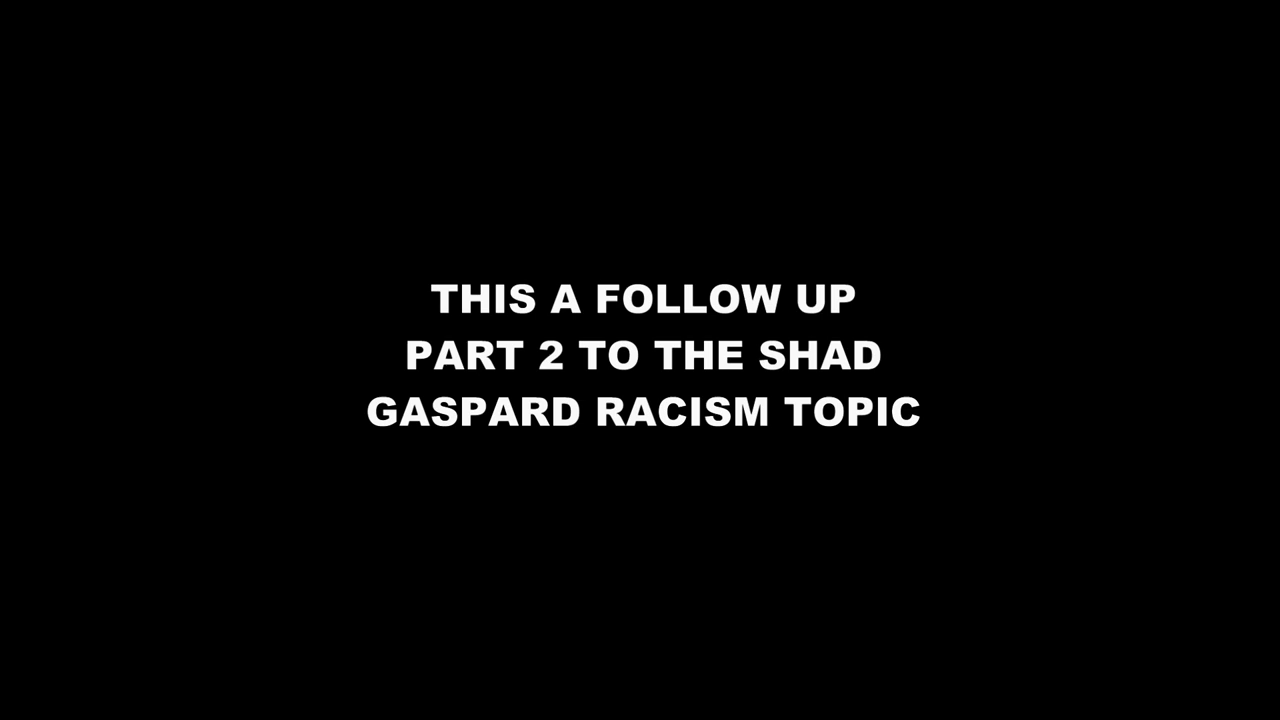 THIS A FOLLOW UP
PART 2 TO THE SHAD
GASPARD RACISM TOPIC